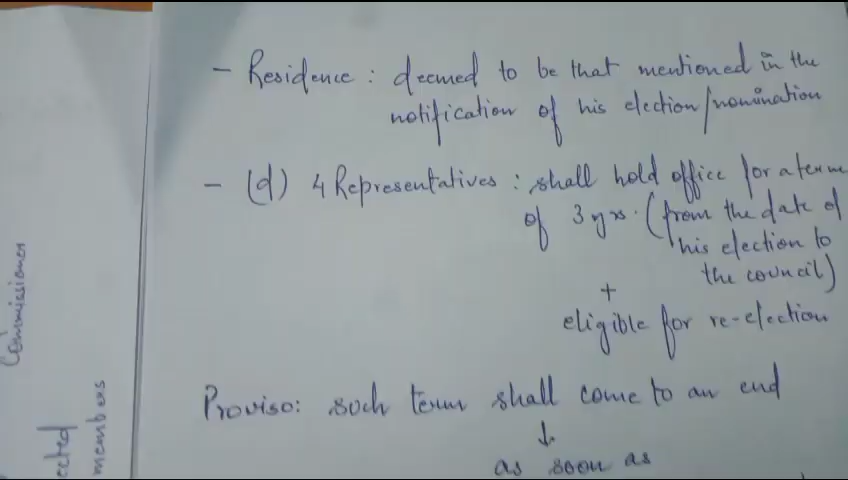 - Residence : deemed to be that mentioned in the
notification of his election/nomination
- (d) 4 Representatives : shall hold office for a term
of 3 yrs. (from the date of
his election to
the council)
+
eligible for re-election
Proviso: such term shall come to an end
↓
as soon as
Commissioner
ected
members